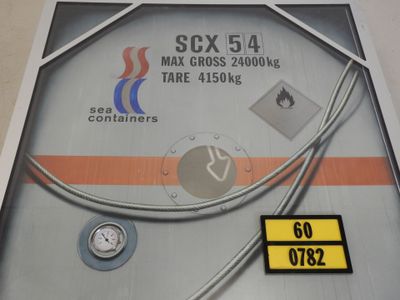 SCX 54
MAX GROSS 24000kg
TARE 4150kg
sea
containers
60
0782